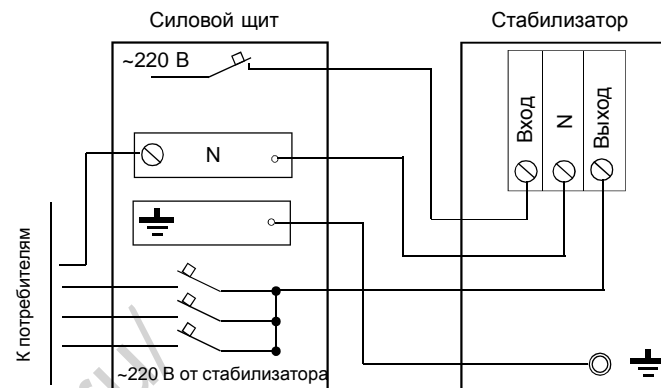 Силовой щит
Стабилизатор
~220 В
Вход
N
Выход
N
К потребителям
~220 В от стабилизатора